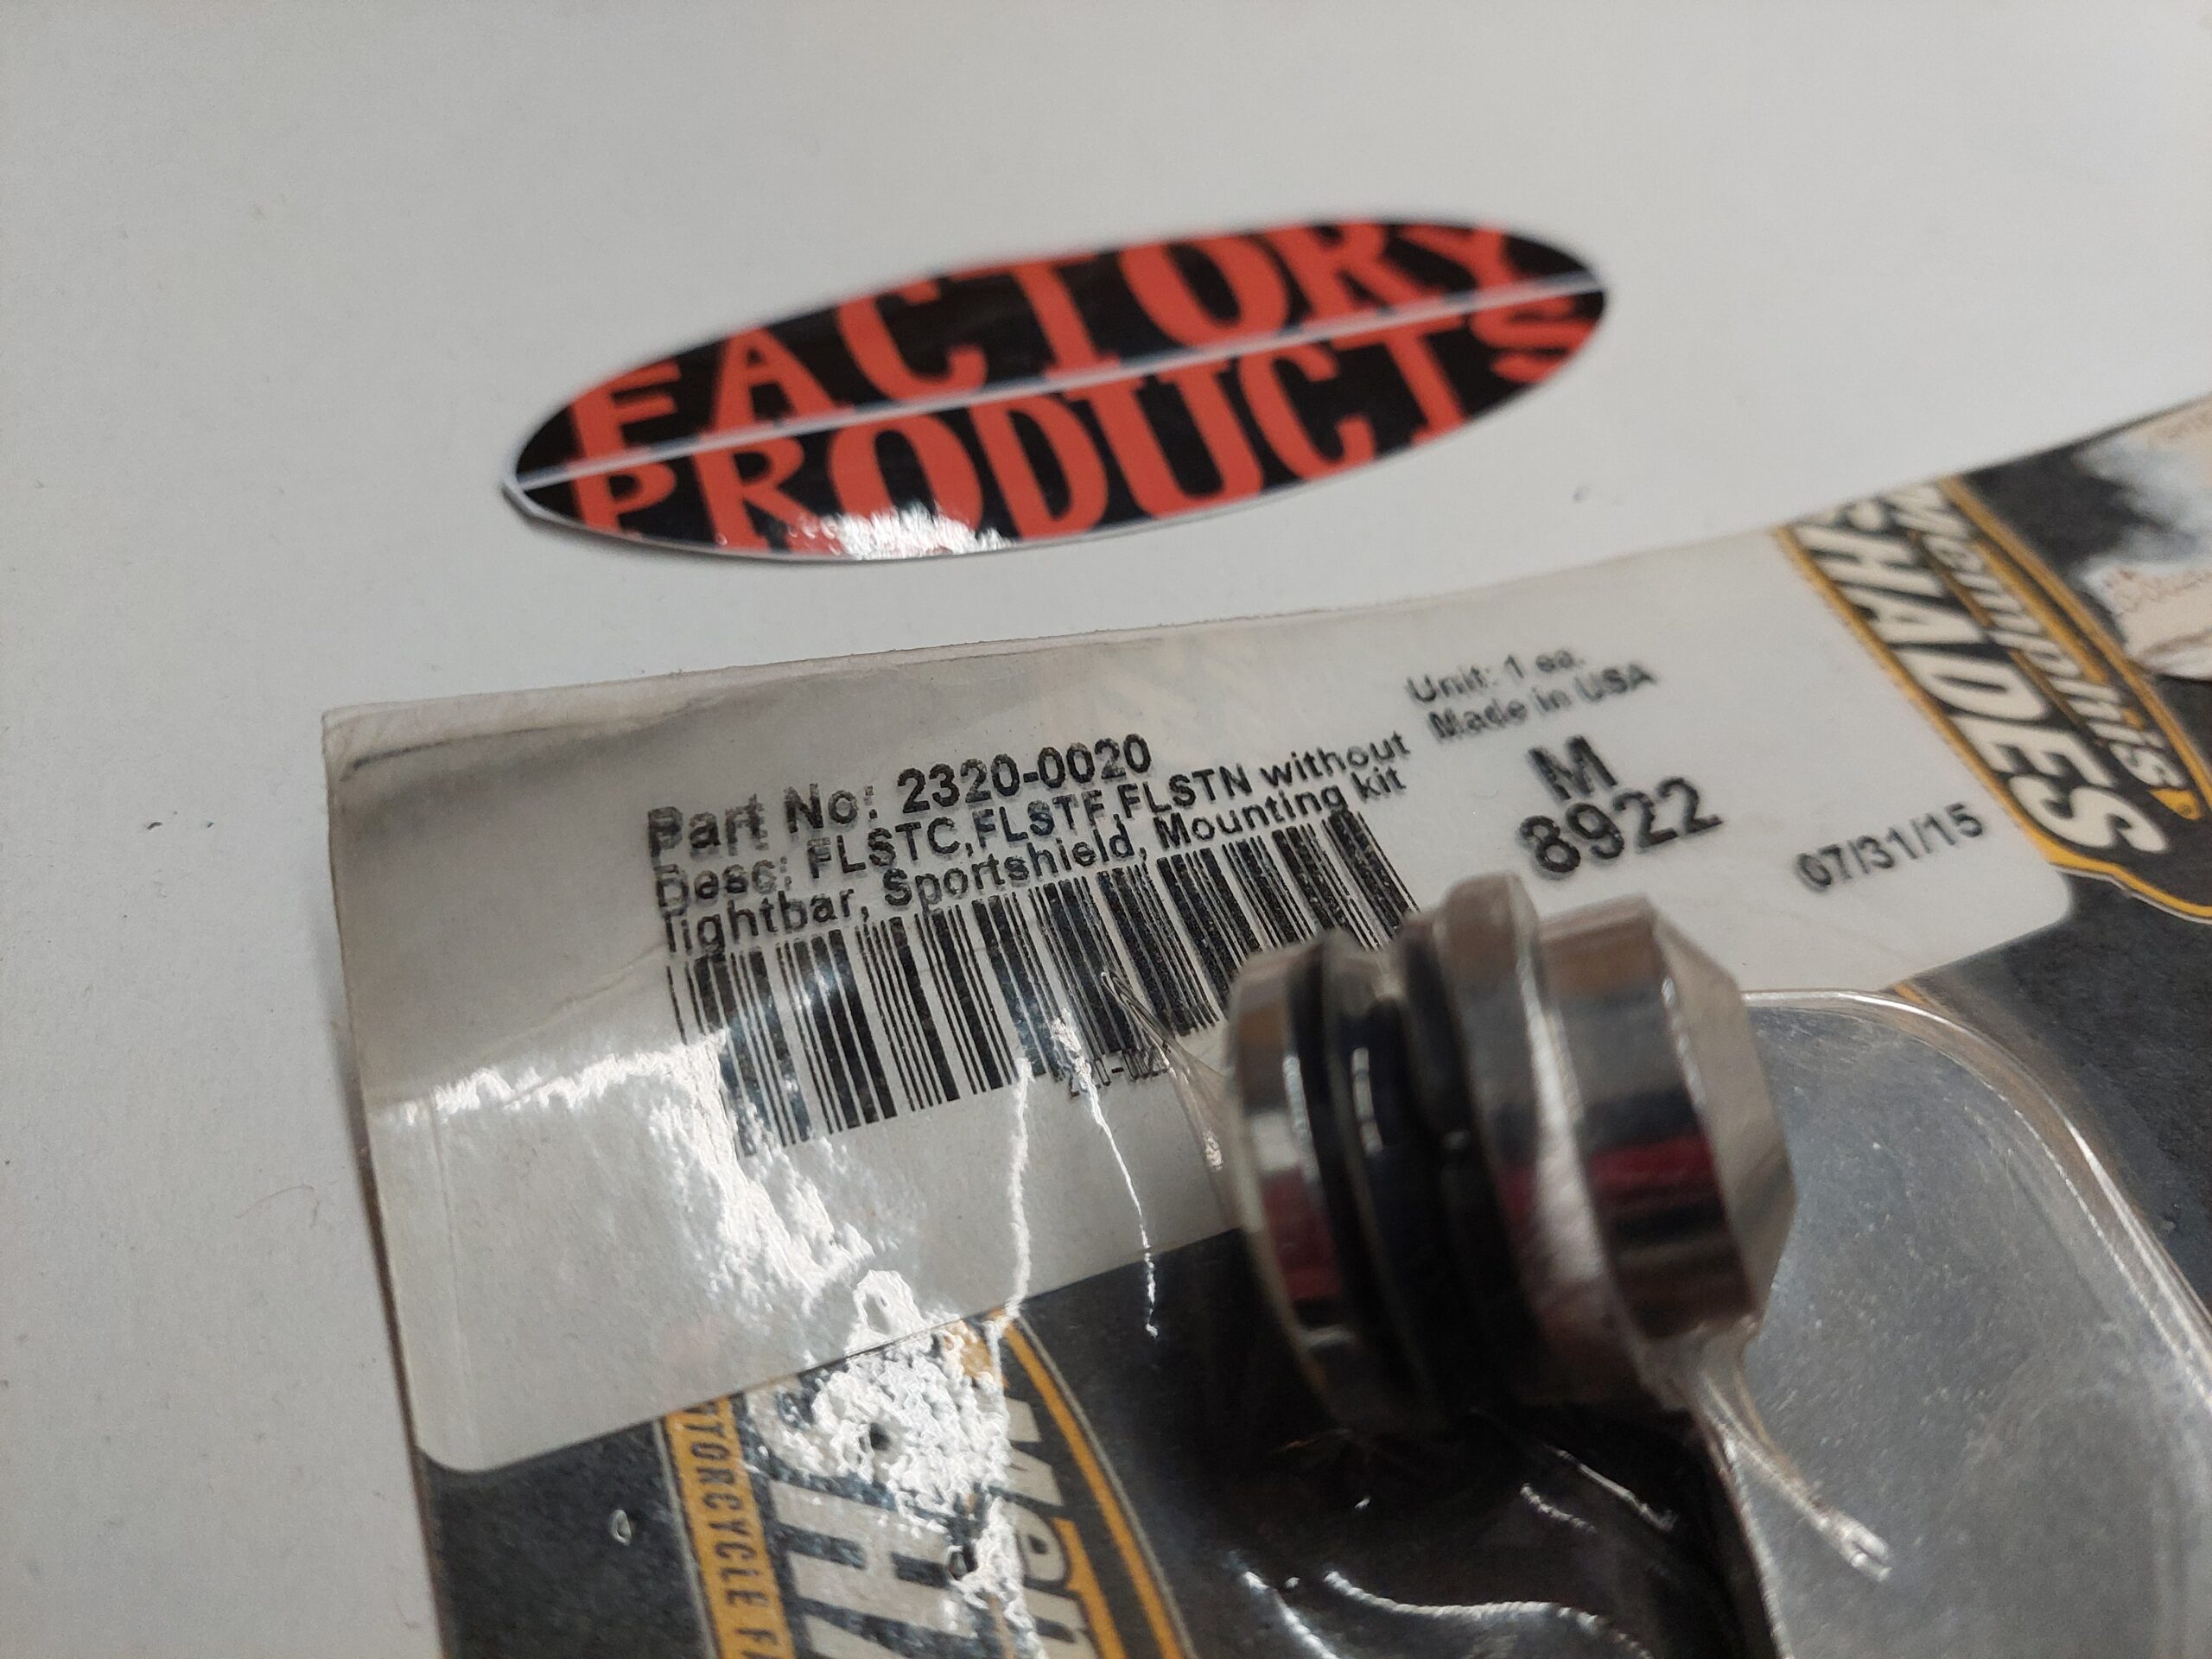 FACTORY
PRODUCTS
Part No: 2320-0020
Desc: FLSTC,FLSTF,FLSTN without
lightbar, Sportshield, Mounting kit
Unit: 1 ea.
Made in USA
M
8922
07/31/15
Memphis
SHADES